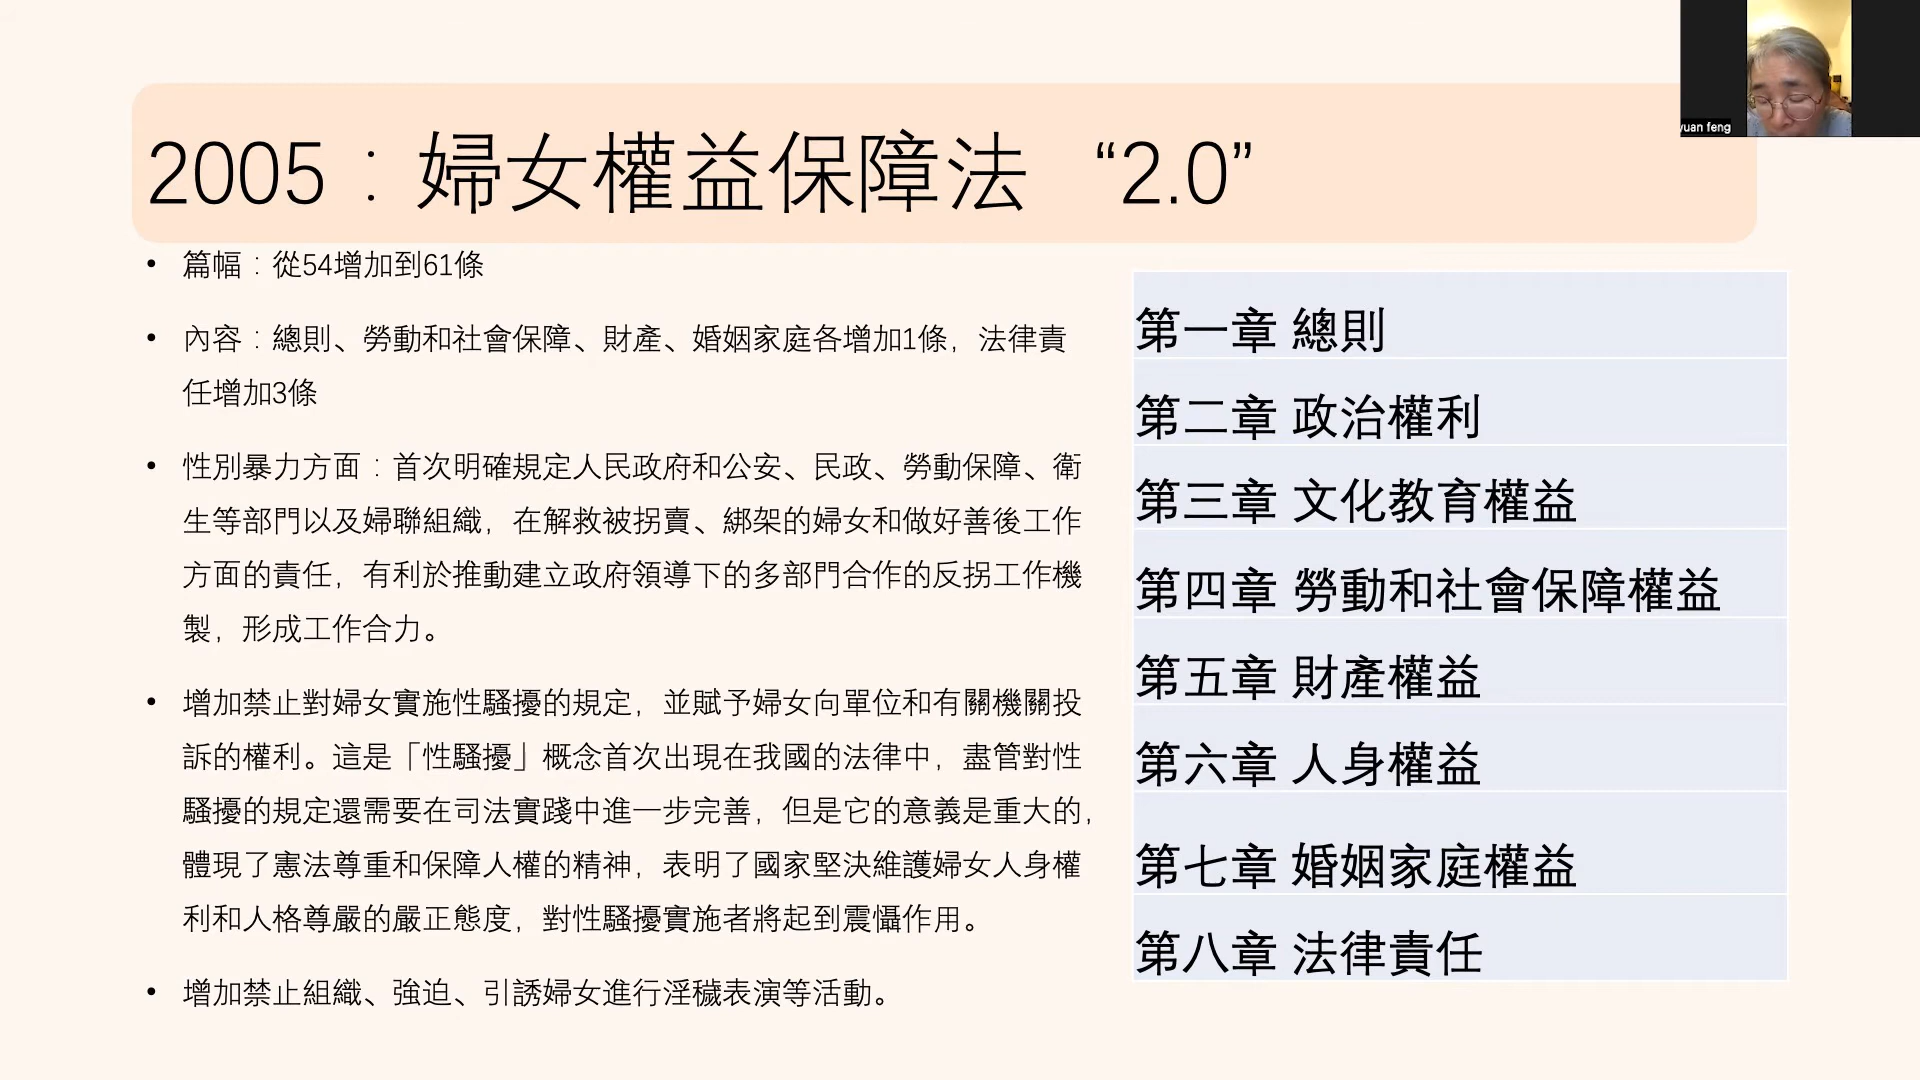 2005：婦女權益保障法 “2.0”
• 篇幅：從54增加到61條
• 內容：總則、勞動和社會保障、財產、婚姻家庭各增加1條，法律責
任增加3條
• 性別暴力方面：首次明確規定人民政府和公安、民政、勞動保障、衛
生等部門以及婦聯組織，在解救被拐賣、綁架的婦女和做好善後工作
方面的責任，有利於推動建立政府領導下的多部門合作的反拐工作機
製，形成工作合力。
• 增加禁止對婦女實施性騷擾的規定，並賦予婦女向單位和有關機關投
訴的權利。這是「性騷擾」概念首次出現在我國的法律中，盡管對性
騷擾的規定還需要在司法實踐中進一步完善，但是它的意義是重大的，
體現了憲法尊重和保障人權的精神，表明了國家堅決維護婦女人身權
利和人格尊嚴的嚴正態度，對性騷擾實施者將起到震懾作用。
• 增加禁止組織、強迫、引誘婦女進行淫穢表演等活動。
第一章 總則
第二章 政治權利
第三章 文化教育權益
第四章 勞動和社會保障權益
第五章 財產權益
第六章 人身權益
第七章 婚姻家庭權益
第八章 法律責任
yuan feng